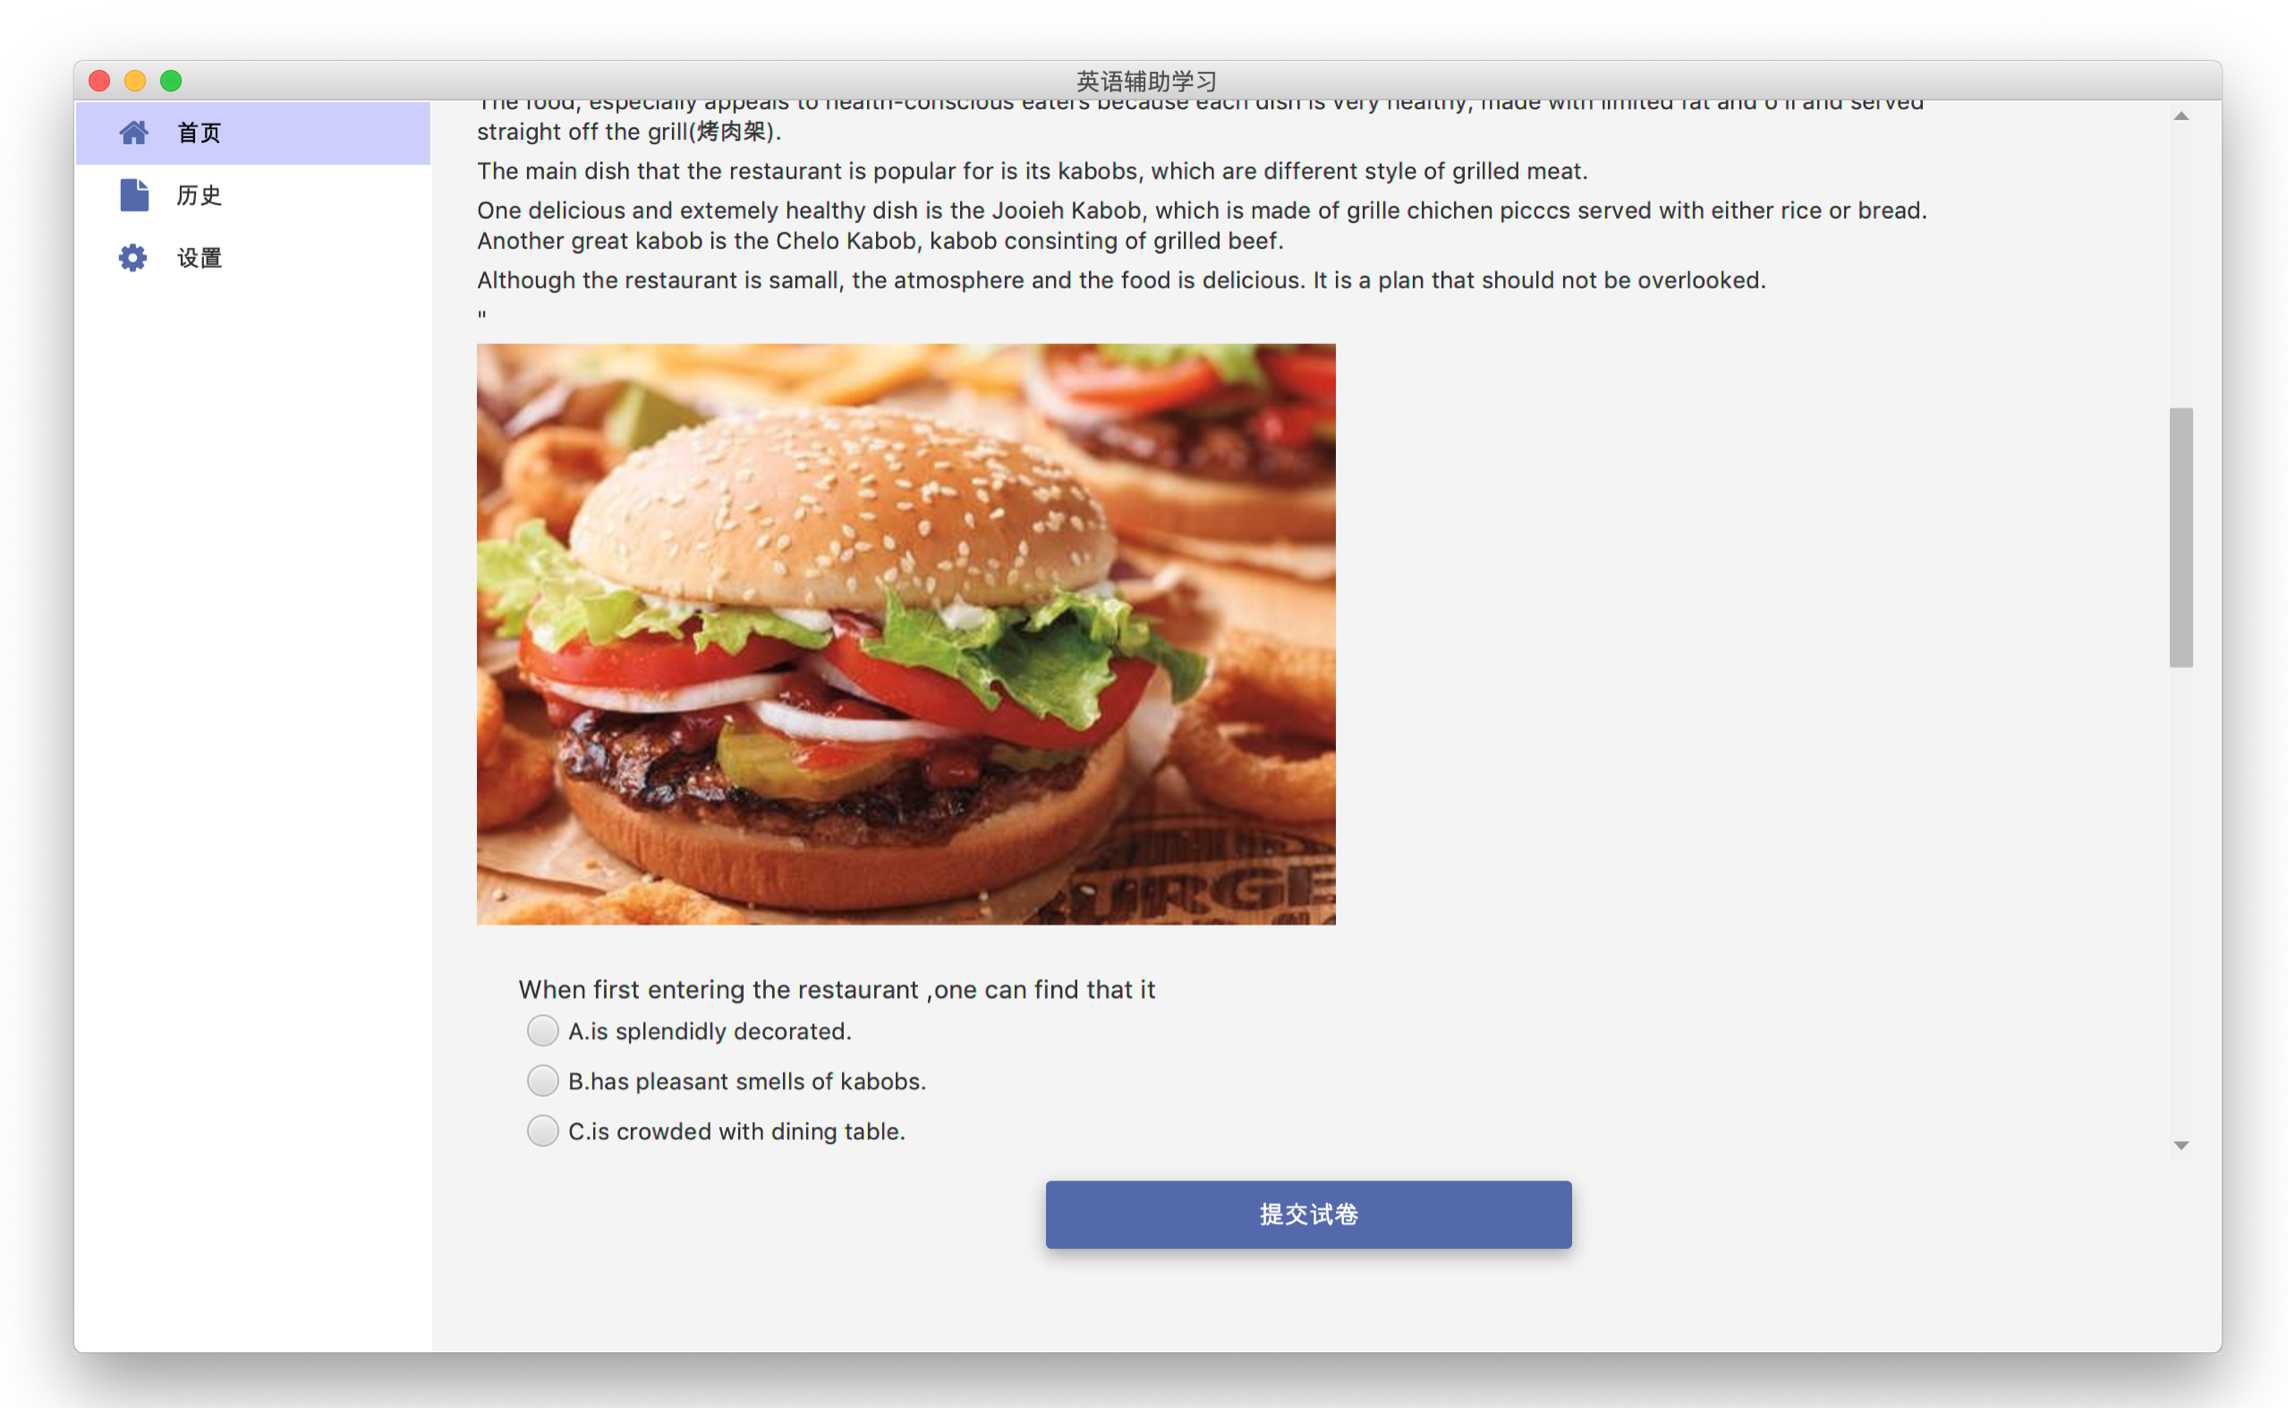 英语辅助学习
首页
历史
设置
The food, especially appeals to health-conscious eaters because each dish is very healthy, made with limited fat and o il and served
straight off the grill(烤肉架).
The main dish that the restaurant is popular for is its kabobs, which are different style of grilled meat.
One delicious and extemely healthy dish is the Jooieh Kabob, which is made of grille chichen picccs served with either rice or bread.
Another great kabob is the Chelo Kabob, kabob consinting of grilled beef.
Although the restaurant is samall, the atmosphere and the food is delicious. It is a plan that should not be overlooked.
"
URGE
When first entering the restaurant ,one can find that it
A.is splendidly decorated.
B.has pleasant smells of kabobs.
C.is crowded with dining table.
提交试卷